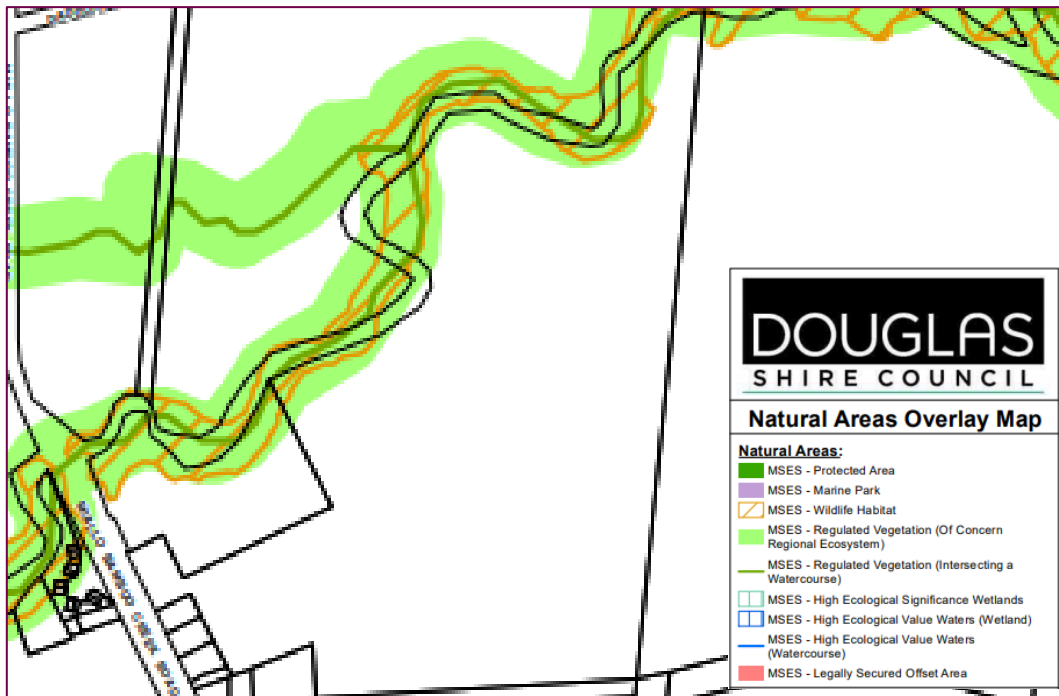 DOUGLAS
SHIRE COUNCIL
Natural Areas Overlay Map
Natural Areas:
MSES - Protected Area
MSES - Marine Park
MSES - Wildlife Habitat
MSES - Regulated Vegetation (Of Concern
Regional Ecosystem)
MSES - Regulated Vegetation (Intersecting a
Watercourse)
MSES - High Ecological Significance Wetlands
MSES - High Ecological Value Waters (Wetland)
MSES - High Ecological Value Waters
(Watercourse)
MSES - Legally Secured Offset Area
CREEK ROAD